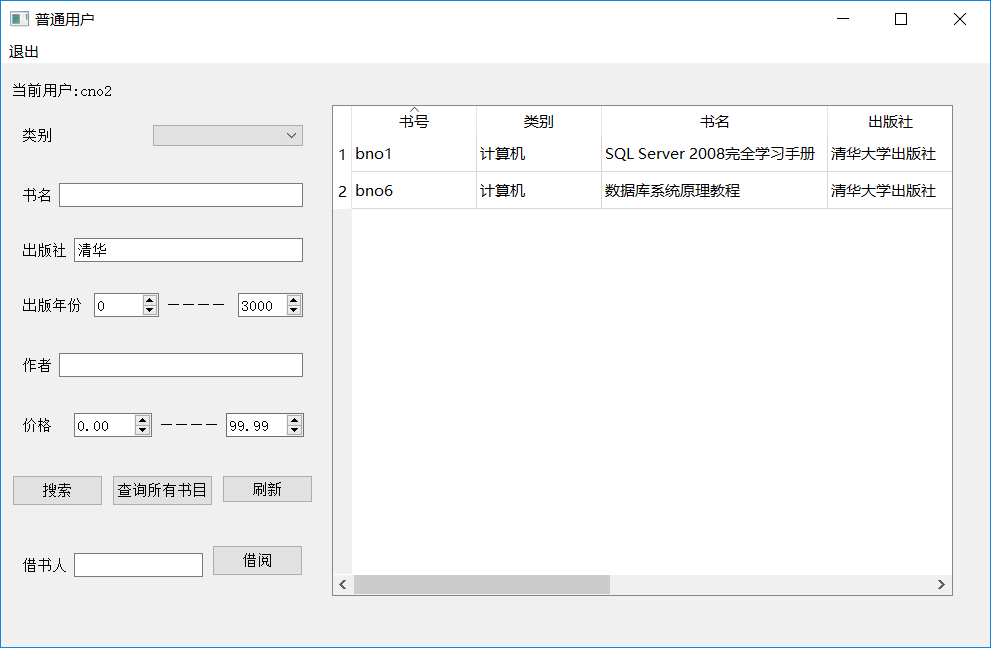 普通用户
退出
当前用户:cno2
类别
书名
出版社 清华
出版年份 0 ---- 3000
作者
价格 0.00 ---- 99.99
搜索 查询所有书目 刷新
借书人 借阅
书号 类别 书名 出版社
1 bno1 计算机 SQL Server 2008完全学习手册 清华大学出版社
2 bno6 计算机 数据库系统原理教程 清华大学出版社